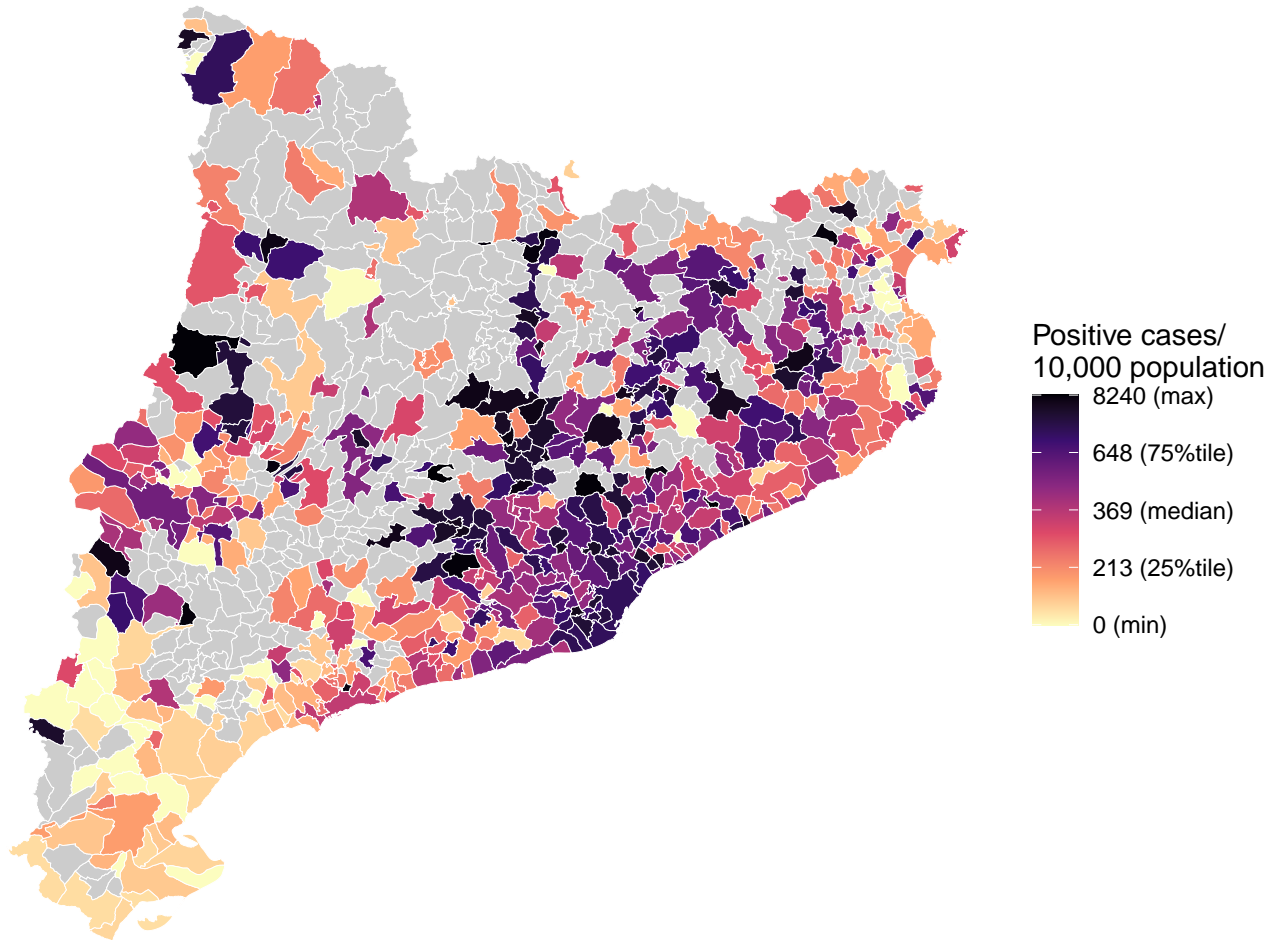 Positive cases/
10,000 population
8240 (max)
648 (75%tile)
369 (median)
213 (25%tile)
0 (min)